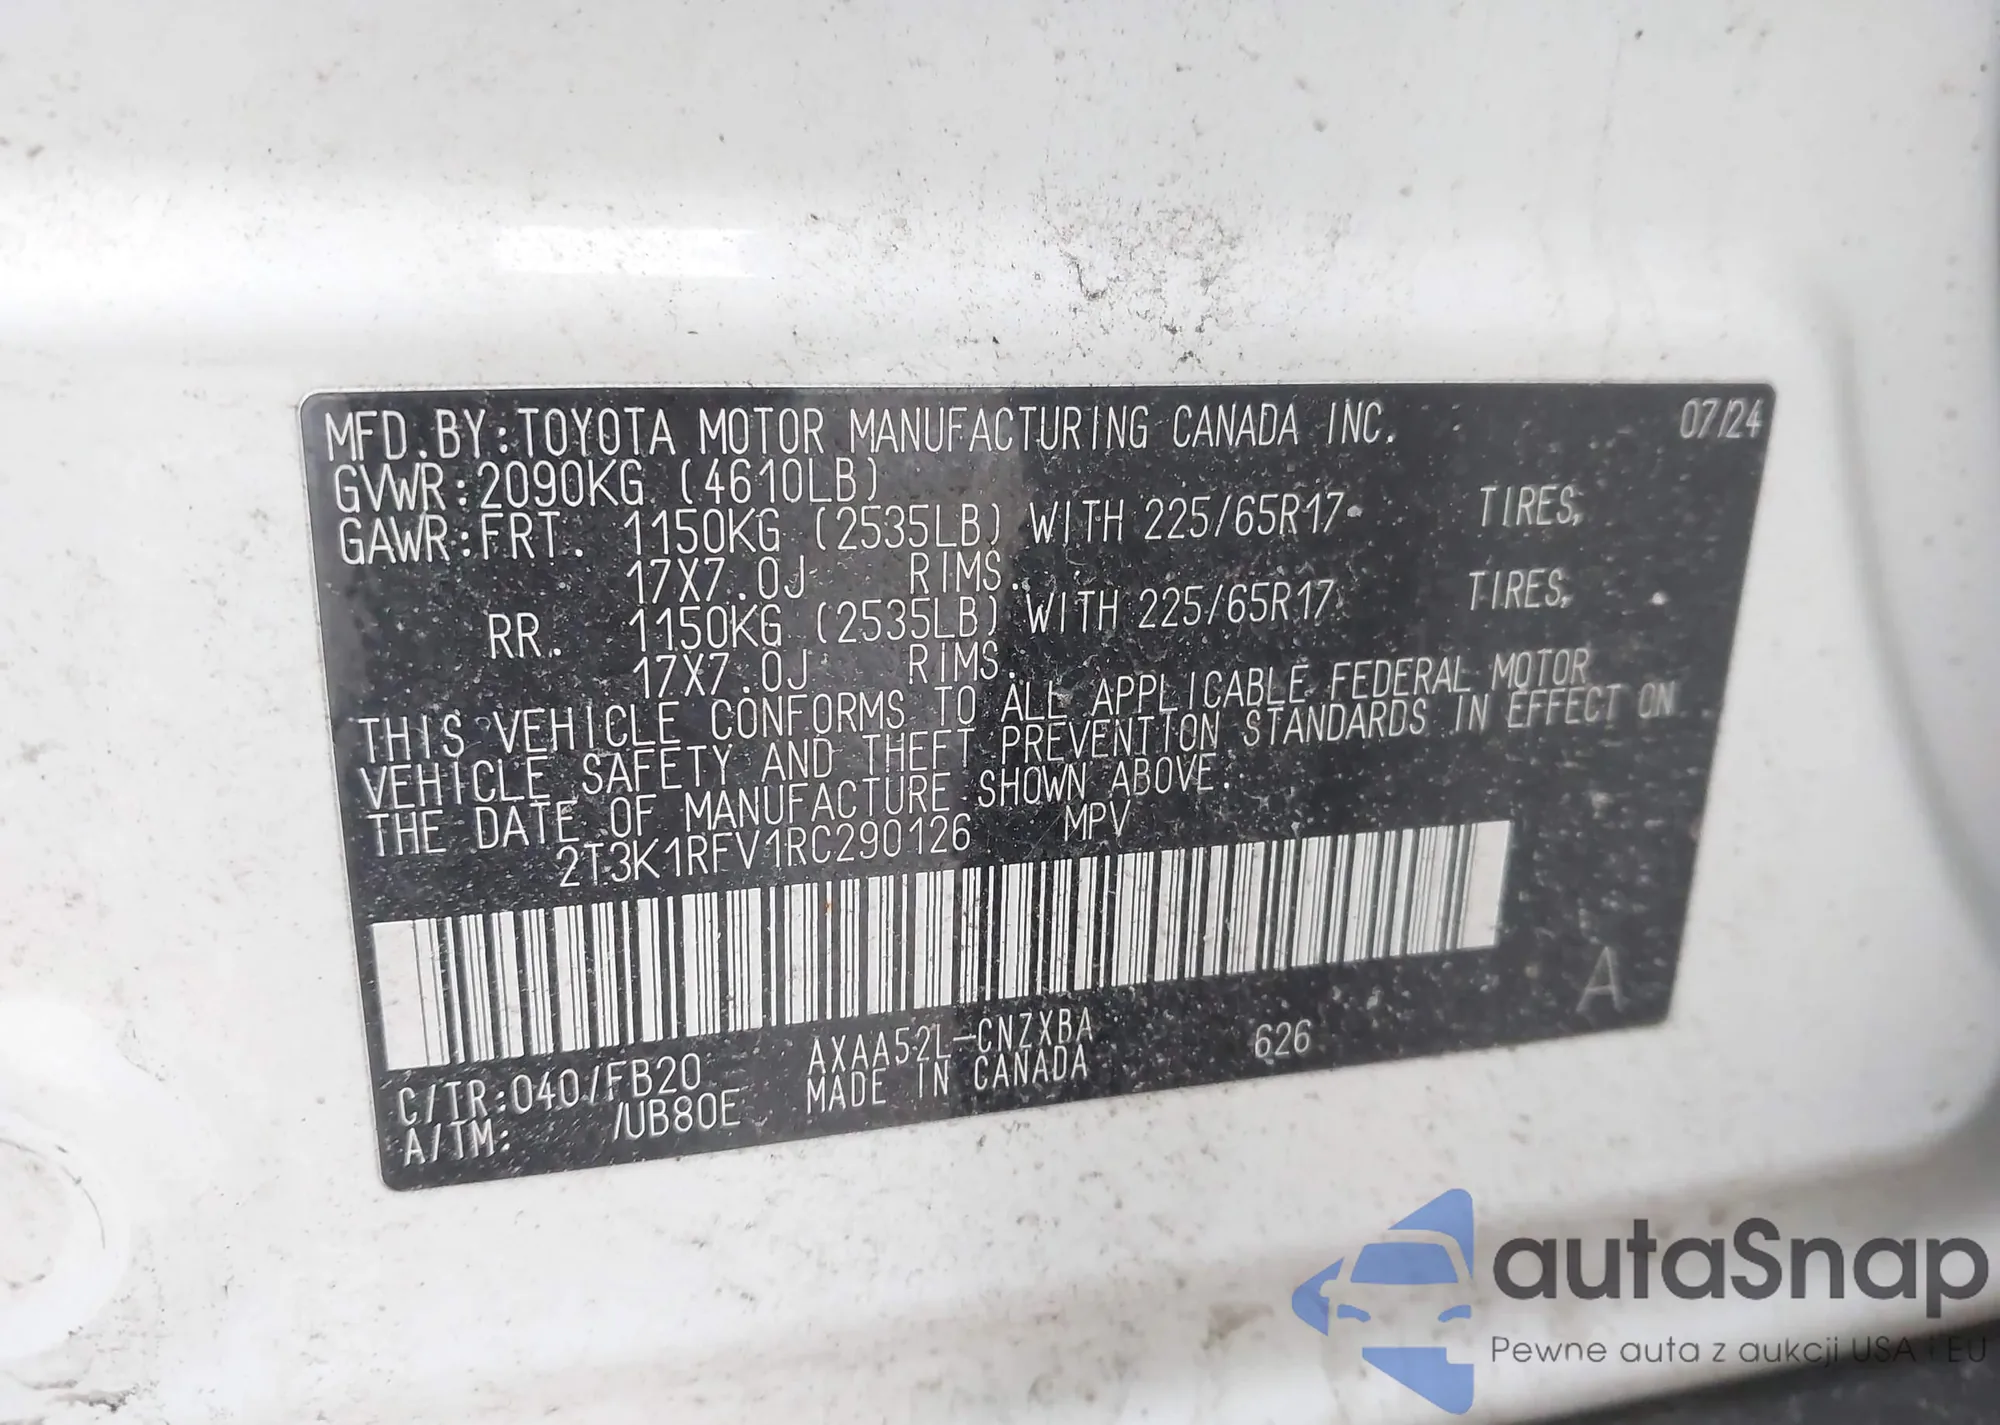 MFD.BY:TOYOTA MOTOR MANUFACTURING CANADA INC. 07/24
GVWR:2090KG (4610LB)
GAWR:FRT. 1150KG (2535LB) WITH 225/65R17 TIRES,
17X7.0J RIMS.
RR. 1150KG (2535LB) WITH 225/65R17 TIRES,
17X7.0J RIMS.
THIS VEHICLE CONFORMS TO ALL APPLICABLE FEDERAL MOTOR
VEHICLE SAFETY AND THEFT PREVENTION STANDARDS IN EFFECT ON
THE DATE OF MANUFACTURE SHOWN ABOVE.
2T3K1RFV1RC290126 MPV
A
C/TR:040/FB20 AXAA52L-CNZXBA 626
A/TM: /UB80E MADE IN CANADA
autaSnap
Pewne auta z aukcji USA i EU